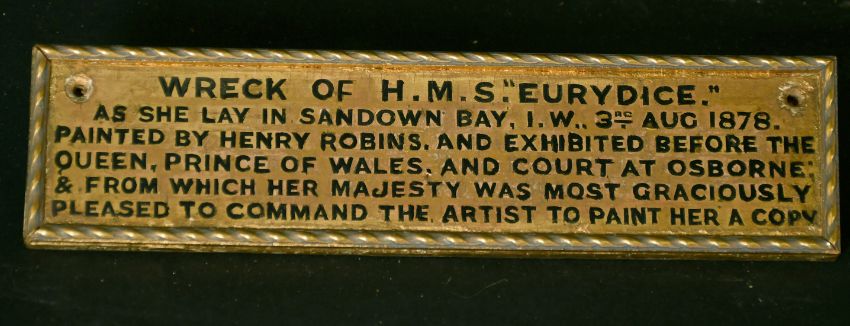 WRECK OF H.M.S. "EURYDICE."
AS SHE LAY IN SANDOWN BAY, I.W., 3RD AUG 1878.
PAINTED BY HENRY ROBINS, AND EXHIBITED BEFORE THE
QUEEN, PRINCE OF WALES, AND COURT AT OSBORNE;
& FROM WHICH HER MAJESTY WAS MOST GRACIOUSLY
PLEASED TO COMMAND THE ARTIST TO PAINT HER A COPY